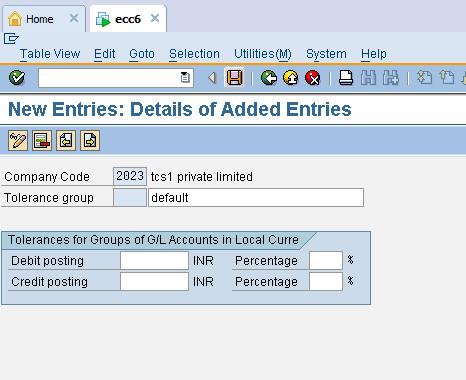 Home ecc6
Table View Edit Goto Selection Utilities(M) System Help
New Entries: Details of Added Entries
Company Code 2023 tcs1 private limited
Tolerance group default
Tolerances for Groups of G/L Accounts in Local Curre
Debit posting INR Percentage %
Credit posting INR Percentage %